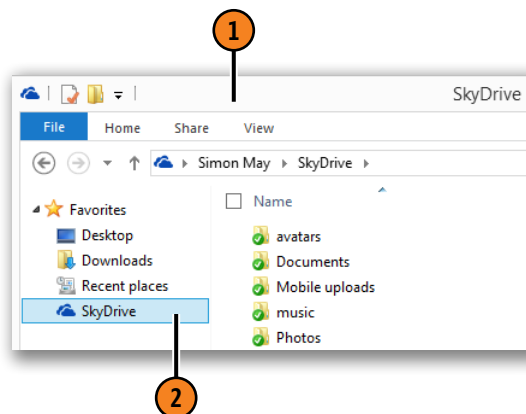 1
SkyDrive
File Home Share View
Simon May SkyDrive
Name
Favorites
Desktop
Downloads
Recent places
SkyDrive
avatars
Documents
Mobile uploads
music
Photos
2